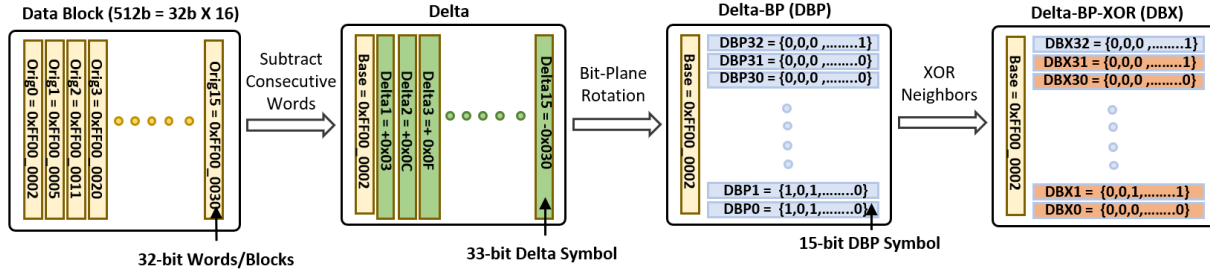 Data Block (512b = 32b X 16)
Orig0 = 0xFF00_0002
Orig1 = 0xFF00_0005
Orig2 = 0xFF00_0011
Orig3 = 0xFF00_0020
Orig15 = 0xFF00_0030
32-bit Words/Blocks
Subtract
Consecutive
Words
Delta
Base = 0xFF00_0002
Delta1 = +0x03
Delta2 = +0x0C
Delta3 =+ 0x0F
Delta15 = -0x030
33-bit Delta Symbol
Bit-Plane
Rotation
Delta-BP (DBP)
Base = 0xFF00_0002
DBP32 = {0,0,0 ,........1}
DBP31 = {0,0,0,........0}
DBP30 = {0,0,0,........0}
DBP1 = {1,0,1,........0}
DBP0 = {1,0,1,........0}
15-bit DBP Symbol
XOR
Neighbors
Delta-BP-XOR (DBX)
Base = 0xFF00_0002
DBX32 = {0,0,0 ,........1}
DBX31 = {0,0,0,........1}
DBX30 = {0,0,0,........0}
DBX1 = {0,0,1,........1}
DBX0 = {0,0,0,.........0}